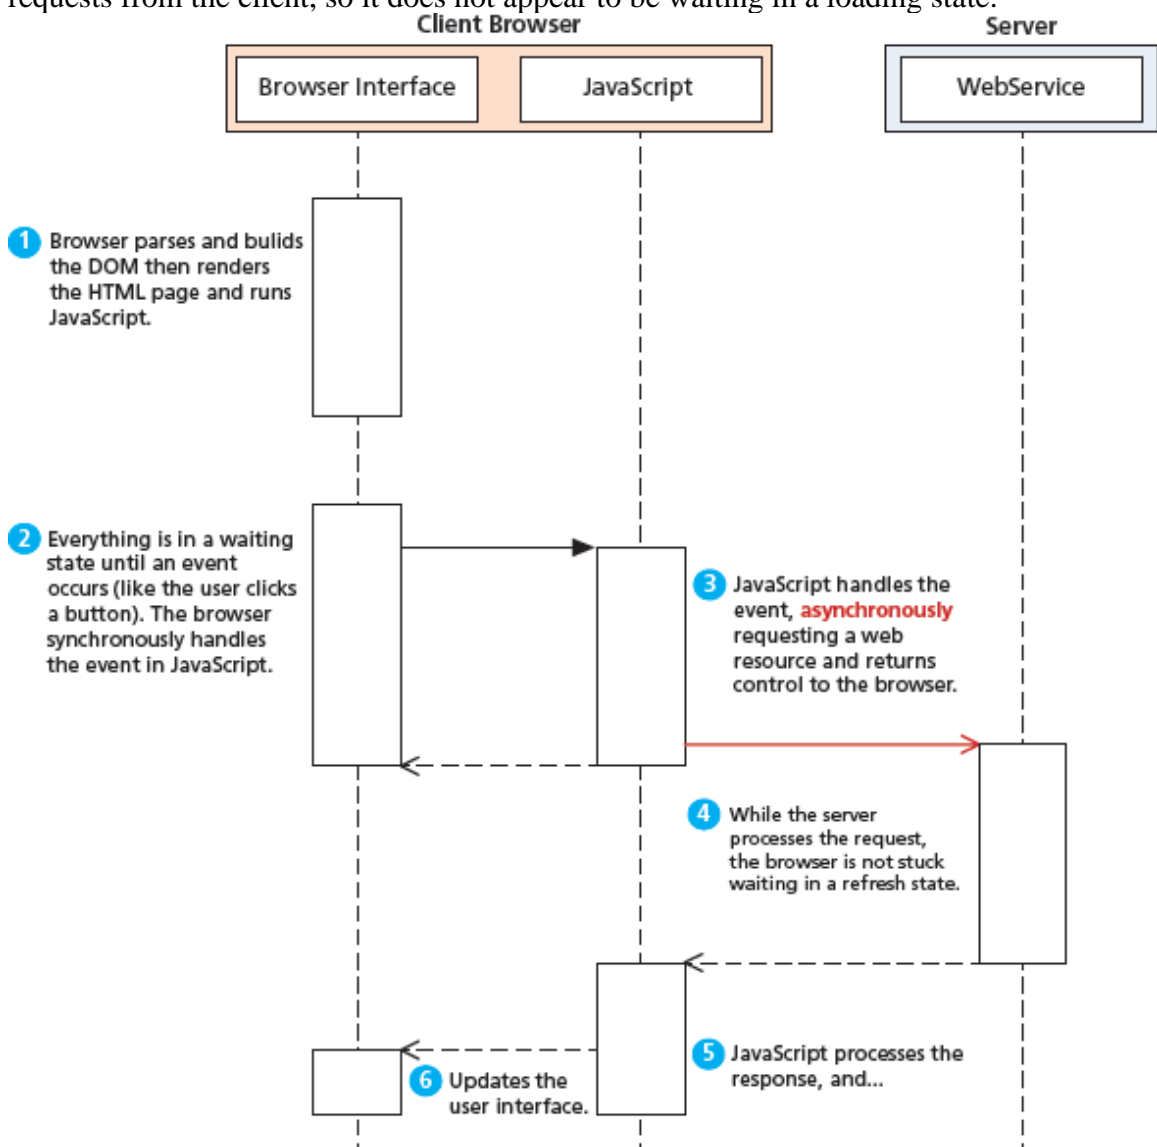 requests from the client, so it does not appear to be waiting in a loading state.
Client Browser
Server
Browser Interface
JavaScript
WebService
1 Browser parses and bulids
the DOM then renders
the HTML page and runs
JavaScript.
2 Everything is in a waiting
state until an event
occurs (like the user clicks
a button). The browser
synchronously handles
the event in JavaScript.
3 JavaScript handles the
event, asynchronously
requesting a web
resource and returns
control to the browser.
4 While the server
processes the request,
the browser is not stuck
waiting in a refresh state.
5 JavaScript processes the
response, and...
6 Updates the
user interface.